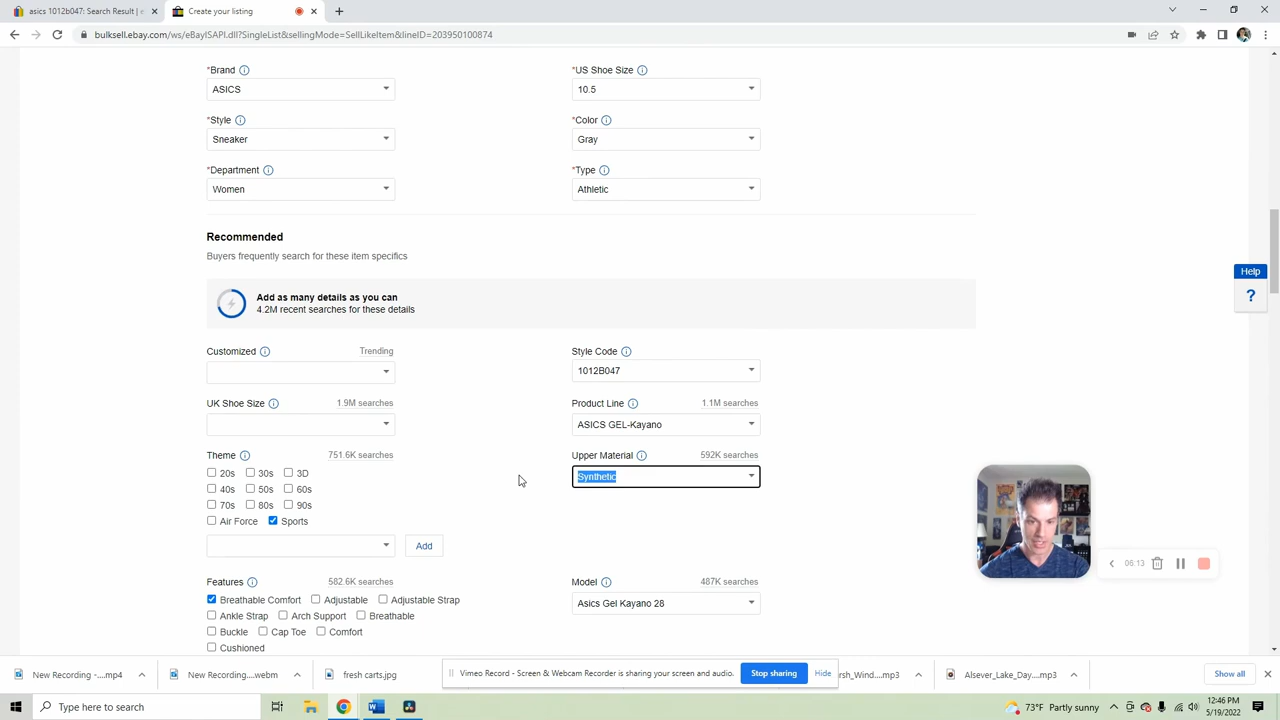 asics 1012b047: Search Result | e
Create your listing
bulksell.ebay.com/ws/eBayISAPI.dll?SingleList&sellingMode=SellLikeItem&lineID=203950100874
*Brand
*US Shoe Size
ASICS
10.5
*Style
*Color
Sneaker
Gray
*Department
*Type
Women
Athletic
Recommended
Buyers frequently search for these item specifics
Help
?
Add as many details as you can
4.2M recent searches for these details
Customized
Trending
Style Code
1012B047
UK Shoe Size
1.9M searches
Product Line
1.1M searches
ASICS GEL-Kayano
Theme
751.6K searches
Upper Material
592K searches
20s 30s 3D
Synthetic
40s 50s 60s
70s 80s 90s
Air Force Sports
Add
06:13
Features
582.6K searches
Model
487K searches
Breathable Comfort Adjustable Adjustable Strap
Asics Gel Kayano 28
Ankle Strap Arch Support Breathable
Buckle Cap Toe Comfort
Cushioned
New Recording -....mp4
New Recording....webm
fresh carts.jpg
Vimeo Record - Screen & Webcam Recorder is sharing your screen and audio.
Stop sharing
Hide
rsh_Wind....mp3
Alsever_Lake_Day....mp3
Show all
Type here to search
73°F Partly sunny
12:46 PM
5/19/2022